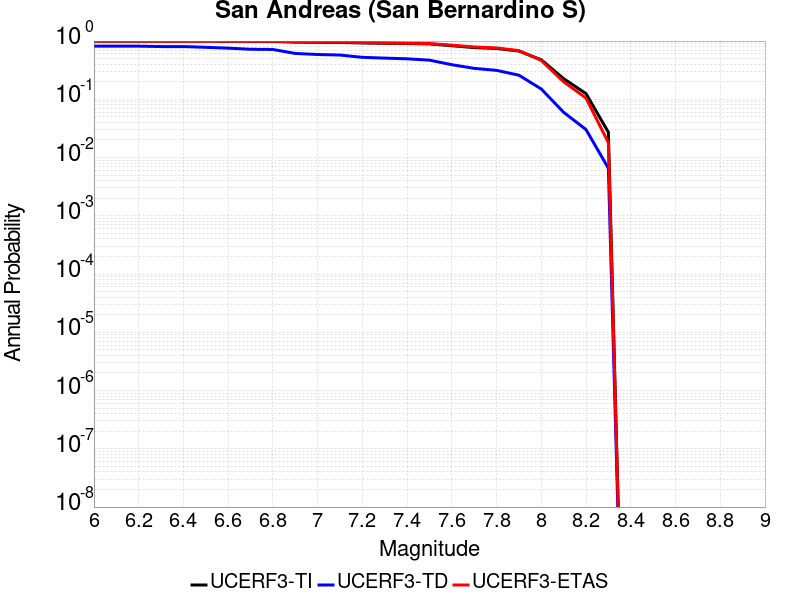 San Andreas (San Bernardino S)
10^0
10^-1
10^-2
10^-3
10^-4
10^-5
10^-6
10^-7
10^-8
Annual Probability
6 6.2 6.4 6.6 6.8 7 7.2 7.4 7.6 7.8 8 8.2 8.4 8.6 8.8 9
Magnitude
UCERF3-TI UCERF3-TD UCERF3-ETAS